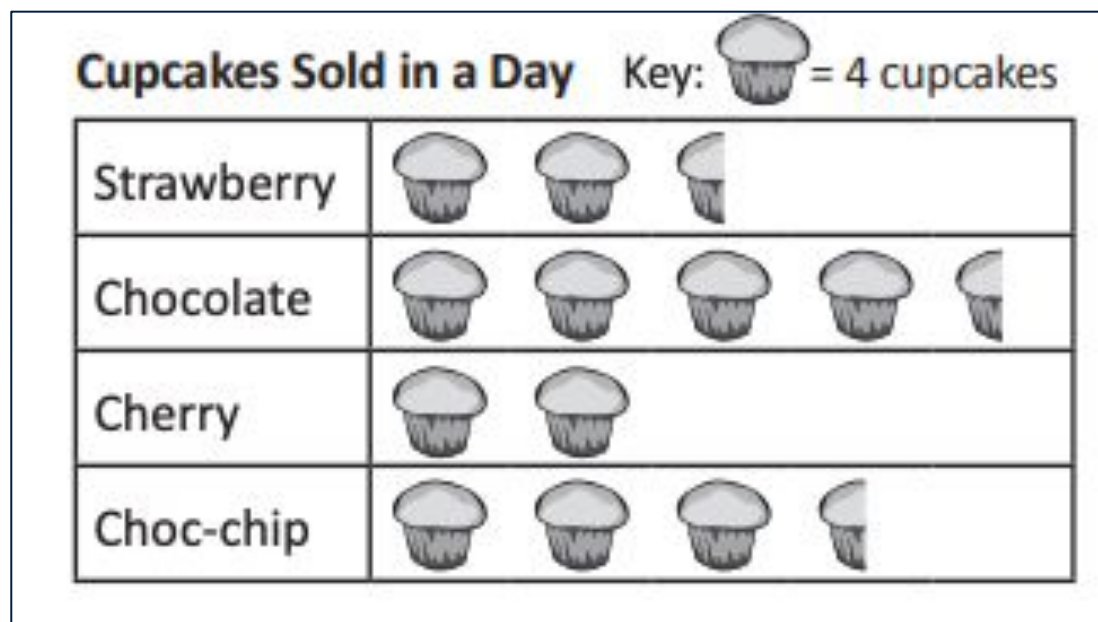 Cupcakes Sold in a Day Key: = 4 cupcakes
Strawberry
Chocolate
Cherry
Choc-chip